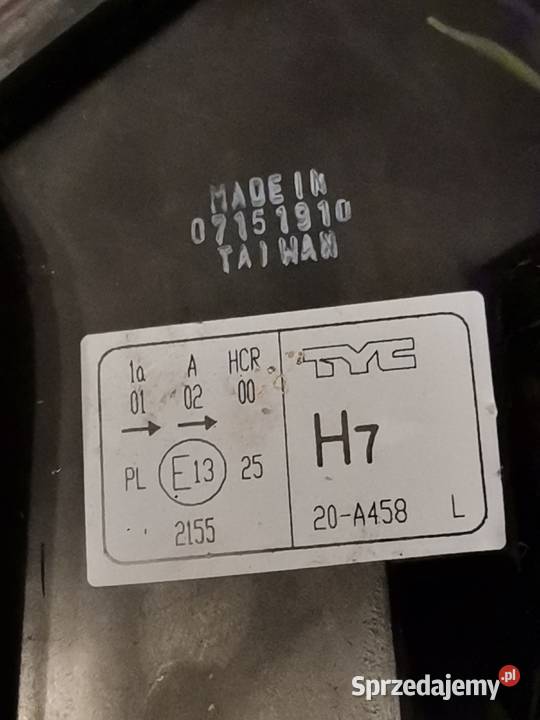 MADE IN
07151910
TAIWAN
1a A HCR
01 02 00
→ →
PL E13 25
2155
TYC
H7
20-A458 L
Sprzedajemy.pl